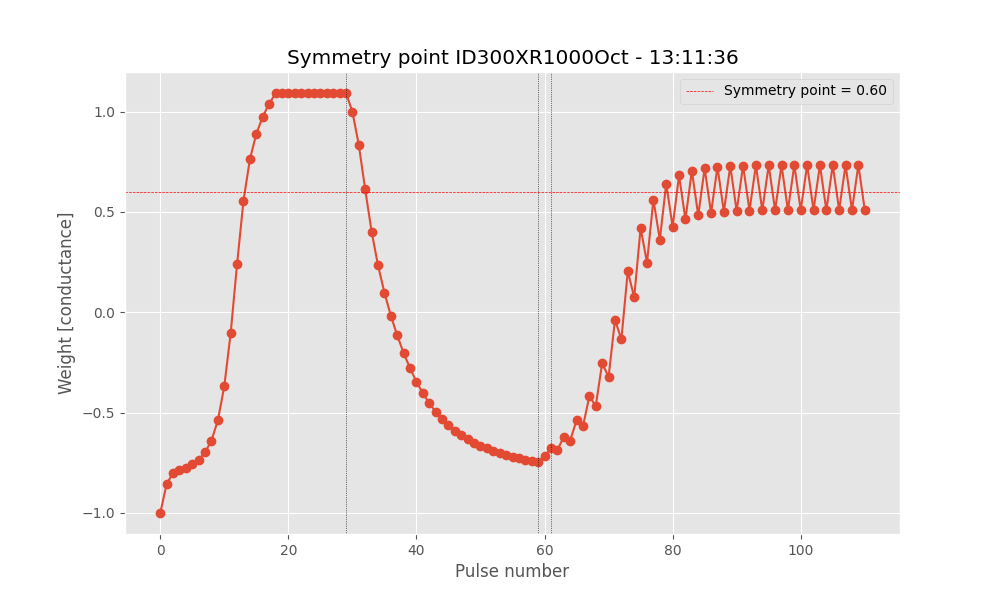 Symmetry point ID300XR1000Oct - 13:11:36
Symmetry point = 0.60
Weight [conductance]
1.0
0.5
0.0
−0.5
−1.0
0 20 40 60 80 100
Pulse number